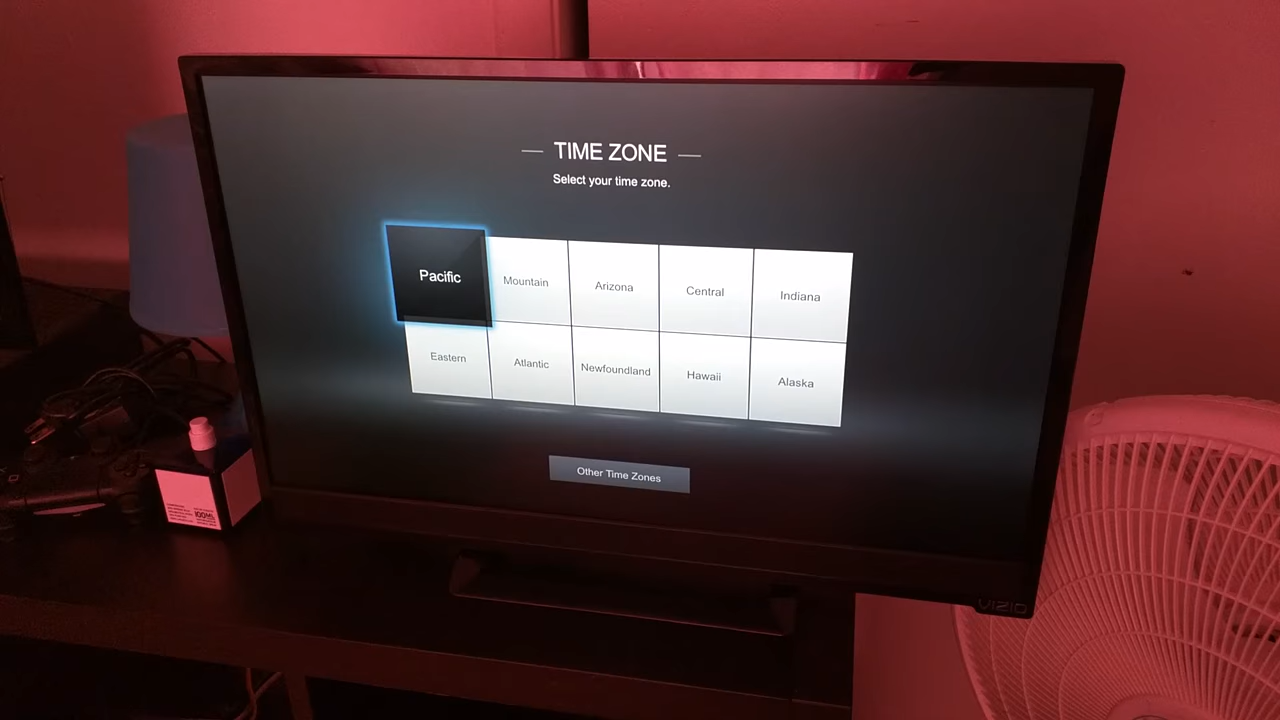 TIME ZONE
Select your time zone.
Pacific
Mountain
Arizona
Central
Indiana
Eastern
Atlantic
Newfoundland
Hawaii
Alaska
Other Time Zones
VIZIO
100ML